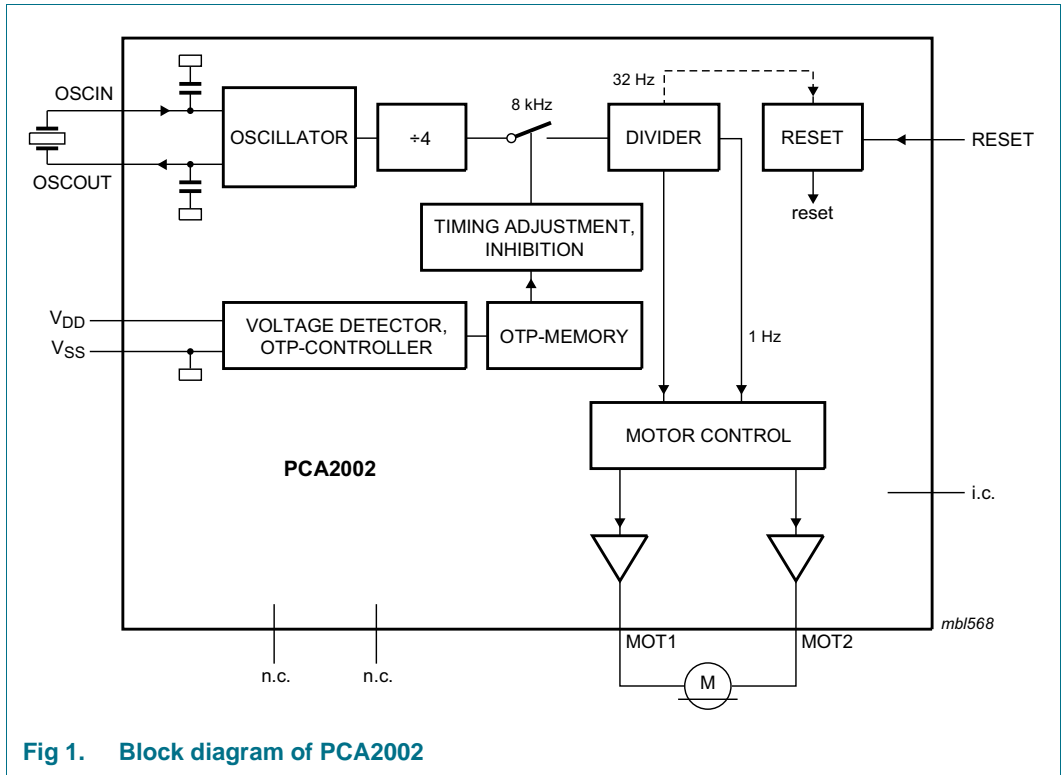 32 Hz
OSCIN
8 kHz
OSCILLATOR
÷4
DIVIDER
RESET
RESET
OSCOUT
reset
TIMING ADJUSTMENT,
INHIBITION
VDD
VSS
VOLTAGE DETECTOR,
OTP-CONTROLLER
OTP-MEMORY
1 Hz
MOTOR CONTROL
PCA2002
i.c.
mbl568
MOT1
MOT2
n.c.
n.c.
M
Fig 1. Block diagram of PCA2002